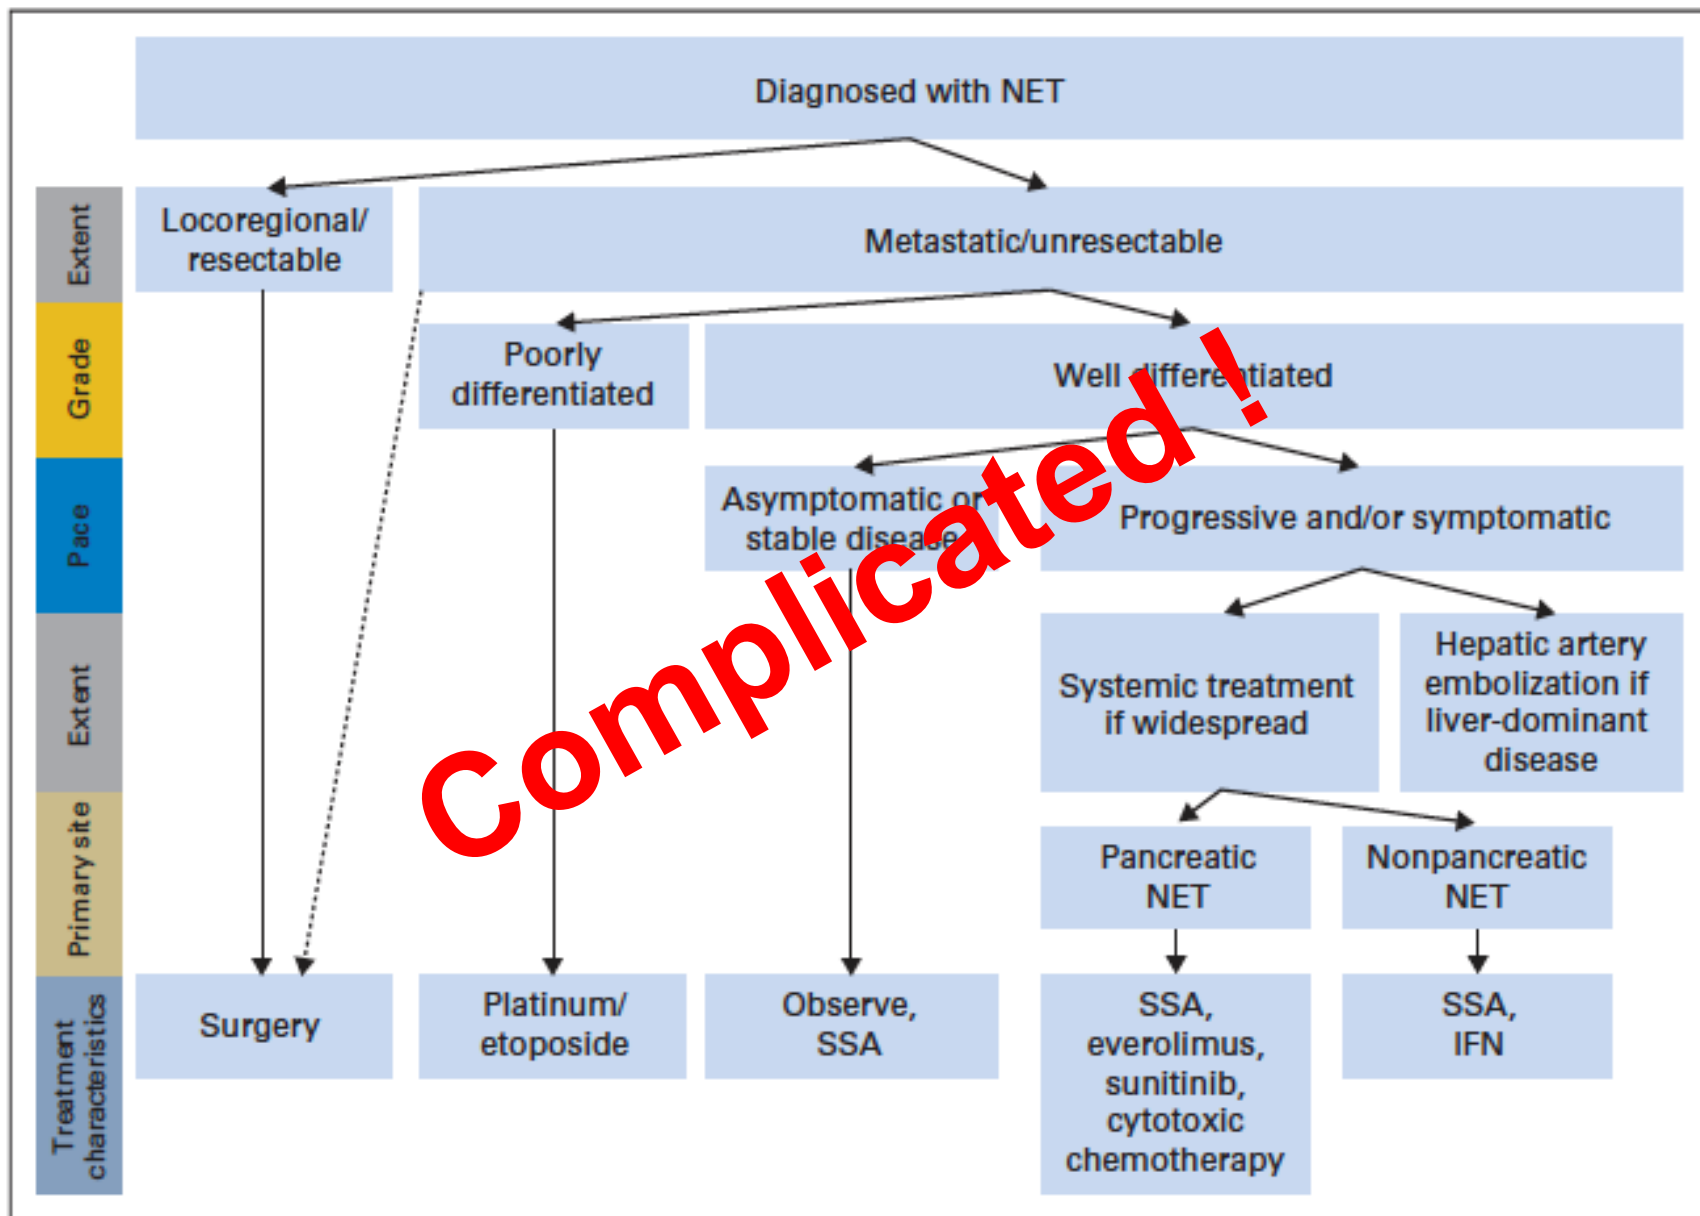 Diagnosed with NET
Extent
Locoregional/
resectable
Metastatic/unresectable
Grade
Poorly
differentiated
Well differentiated
Pace
Asymptomatic or
stable disease
Progressive and/or symptomatic
Extent
Systemic treatment
if widespread
Hepatic artery
embolization if
liver-dominant
disease
Primary site
Pancreatic
NET
Nonpancreatic
NET
Treatment
characteristics
Surgery
Platinum/
etoposide
Observe,
SSA
SSA,
everolimus,
sunitinib,
cytotoxic
chemotherapy
SSA,
IFN
Complicated !